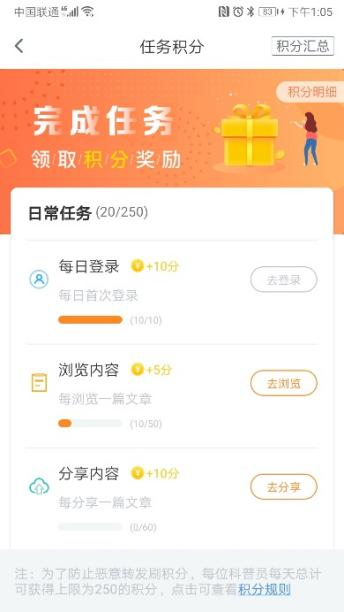 中国联通 83 下午1:05
任务积分 积分汇总
积分明细
完成任务
领/取/积/分/奖/励
日常任务 (20/250)
每日登录 +10分
每日首次登录 去登录
(10/10)
浏览内容 +5分
每浏览一篇文章 去浏览
(10/50)
分享内容 +10分
每分享一篇文章 去分享
(0/60)
注：为了防止恶意转发刷积分，每位科普员每天总计
可获得上限为250的积分，点击可查看积分规则